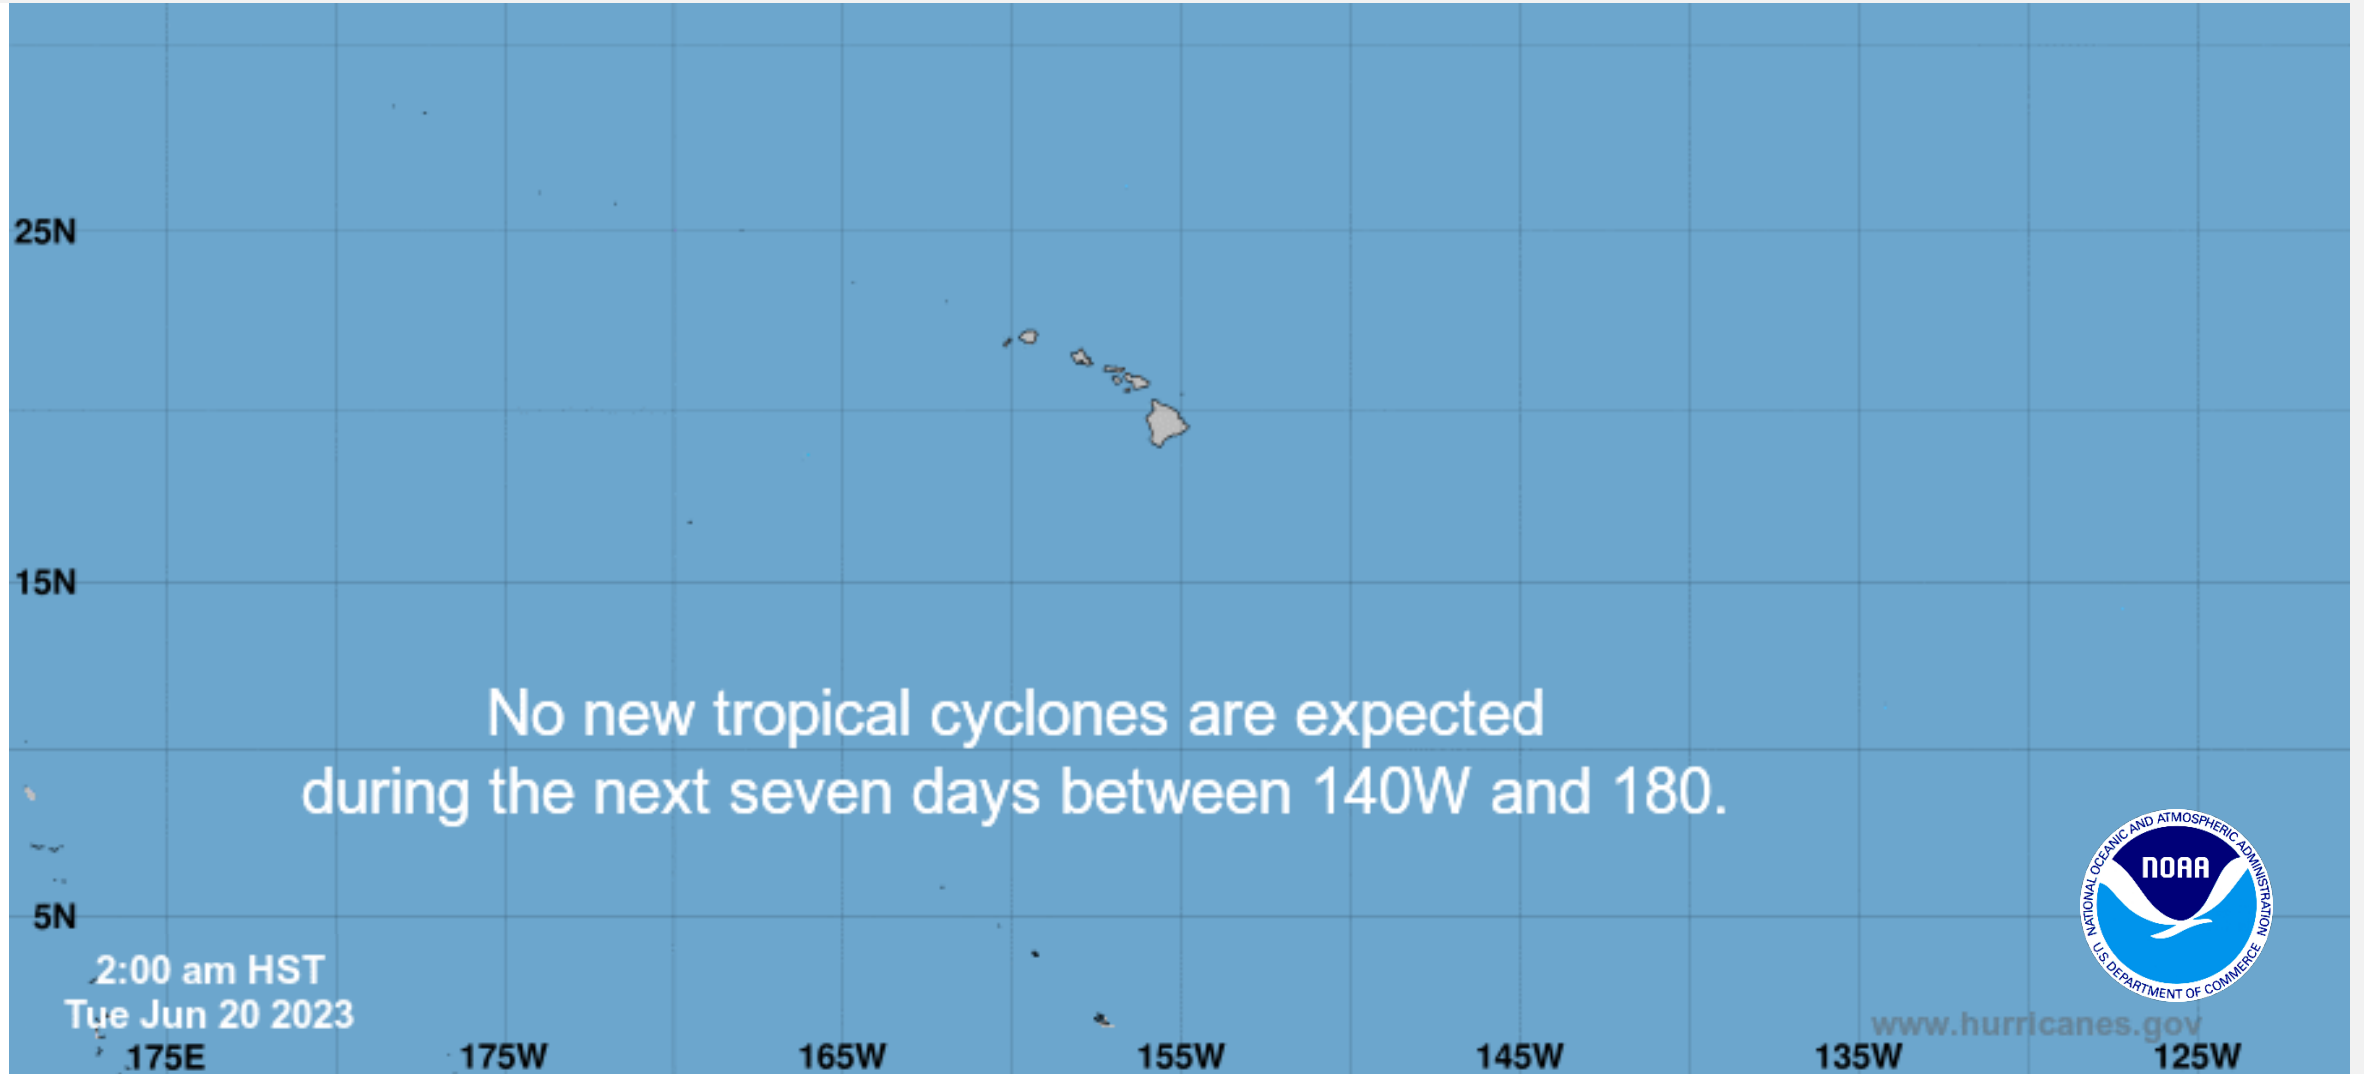 25N
15N
No new tropical cyclones are expected
during the next seven days between 140W and 180.
5N
2:00 am HST
Tue Jun 20 2023
NATIONAL OCEANIC AND ATMOSPHERIC ADMINISTRATION
NOAA
U.S. DEPARTMENT OF COMMERCE
www.hurricanes.gov
175E 175W 165W 155W 145W 135W 125W